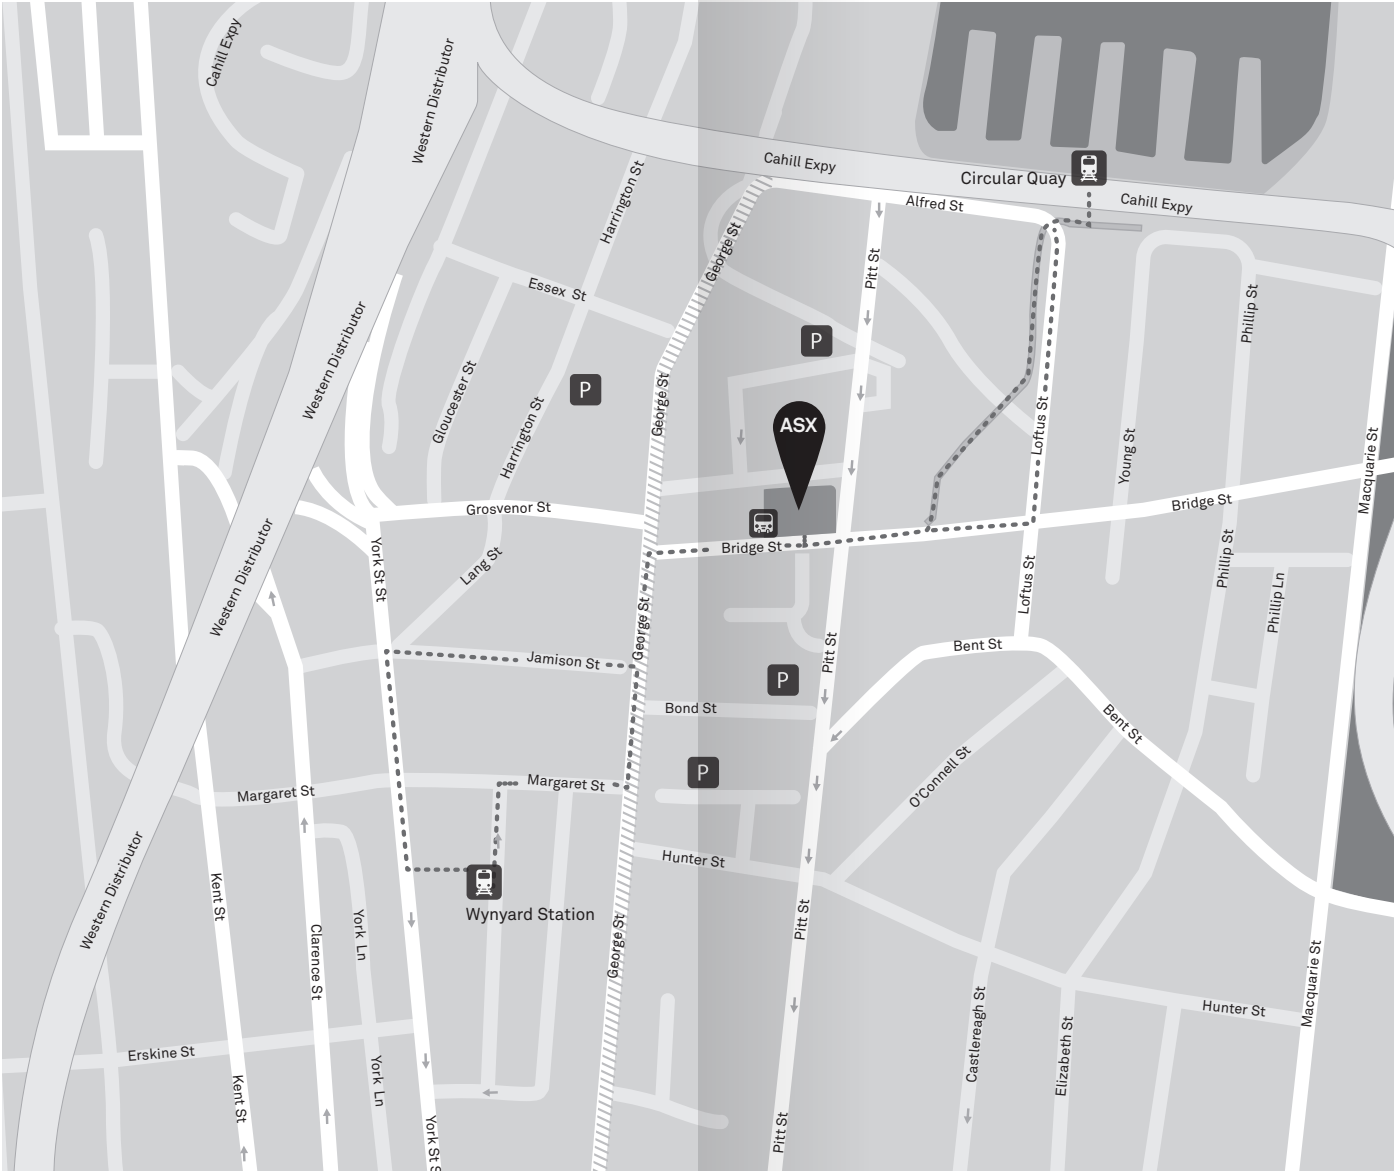 Cahill Expy
Western Distributor
Cahill Expy
Circular Quay
Cahill Expy
Alfred St
Harrington St
George St
Pitt St
Essex St
Phillip St
Western Distributor
P
P
Gloucester St
Harrington St
George St
ASX
Loftus St
Young St
Macquarie St
Grosvenor St
Bridge St
Bridge St
Western Distributor
York St St
Lang St
Loftus St
Phillip St
Phillip Ln
George St
Jamison St
Pitt St
Bent St
P
Bond St
Bent St
P
Margaret St
Margaret St
O'Connell St
Hunter St
Western Distributor
Kent St
Wynyard Station
York Ln
Clarence St
George St
Pitt St
Macquarie St
Hunter St
Castlereagh St
Elizabeth St
Erskine St
York Ln
Kent St
York St S
Pitt St